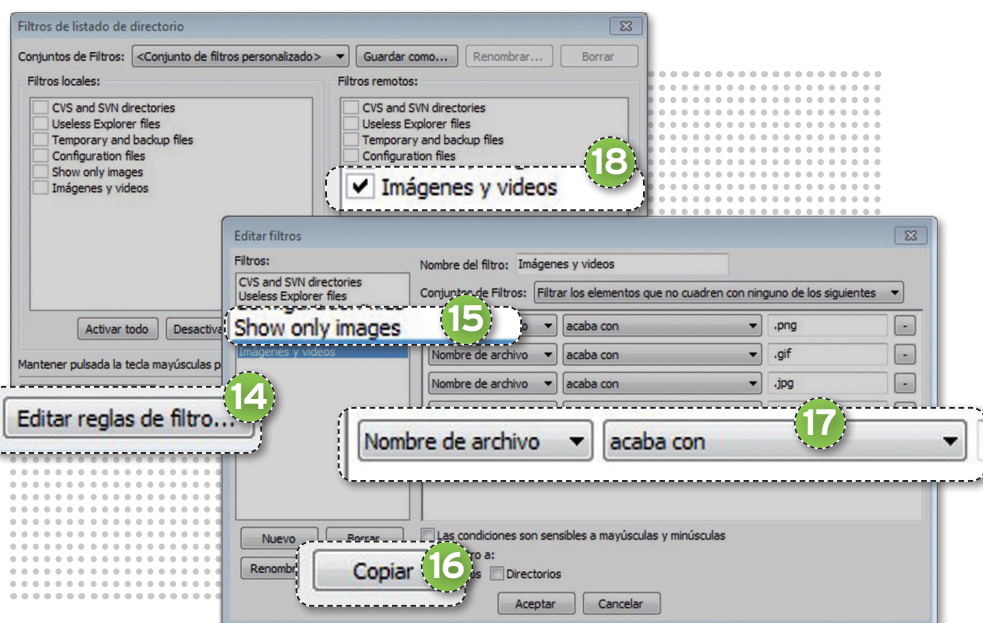 Filtros de listado de directorio
Conjuntos de Filtros: <Conjunto de filtros personalizado> Guardar como... Renombrar... Borrar
Filtros locales:
CVS and SVN directories
Useless Explorer files
Temporary and backup files
Configuration files
Show only images
Imágenes y videos
Filtros remotos:
CVS and SVN directories
Useless Explorer files
Temporary and backup files
Configuration files
18
Imágenes y videos
Activar todo
Mantener pulsada la tecla mayúsculas
14
Editar reglas de filtro...
Editar filtros
Filtros:
CVS and SVN directories
Useless Explorer files
15
Show only images
Imágenes y videos
Nombre del filtro: Imágenes y videos
Conjuntos de Filtros: Filtrar los elementos que no cuadren con ninguno de los siguientes
acaba con .png -
Nombre de archivo acaba con .gif -
Nombre de archivo acaba con .jpg -
17
Nombre de archivo acaba con
Nuevo Borrar
16
Copiar
Las condiciones son sensibles a mayúsculas y minúsculas
a:
Directorios
Aceptar Cancelar